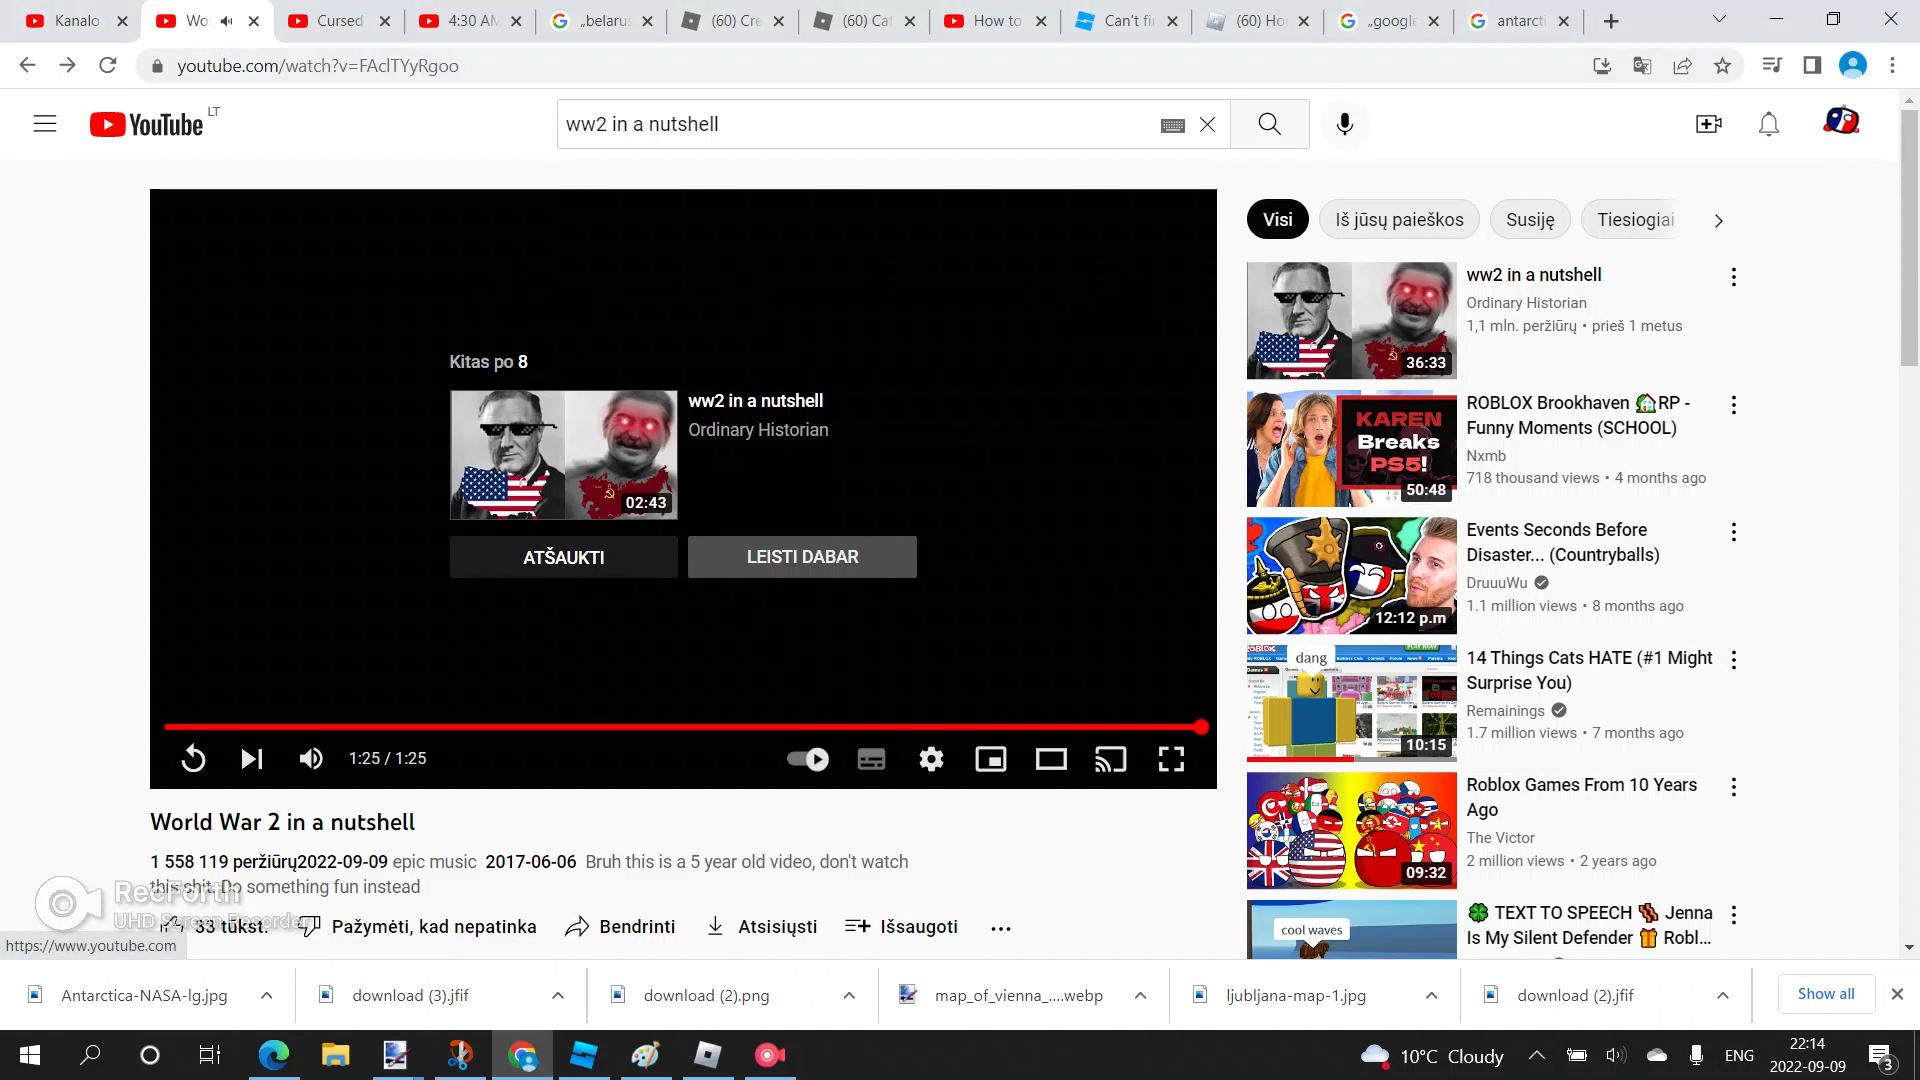 Kanalo
Wo
Cursed
4:30 AM
„belarus
(60) Cre
(60) Cat
How to
Can't fi
(60) Ho
„google
antarcti
youtube.com/watch?v=FAclTYyRgoo
YouTube LT
ww2 in a nutshell
Visi
Iš jūsų paieškos
Susiję
Tiesiogiai
Kitas po 8
02:43
ww2 in a nutshell
Ordinary Historian
ATŠAUKTI
LEISTI DABAR
1:25 / 1:25
World War 2 in a nutshell
1 558 119 peržiūrų2022-09-09 epic music 2017-06-06 Bruh this is a 5 year old video, don't watch
this shit. Do something fun instead
RecForth
UHD Screen Recorder
33 tūkst.
Pažymėti, kad nepatinka
Bendrinti
Atsisiųsti
Išsaugoti
https://www.youtube.com
36:33
ww2 in a nutshell
Ordinary Historian
1,1 mln. peržiūrų • prieš 1 metus
KAREN
Breaks
PS5!
50:48
ROBLOX Brookhaven 🏠RP -
Funny Moments (SCHOOL)
Nxmb
718 thousand views • 4 months ago
12:12 p.m
Events Seconds Before
Disaster... (Countryballs)
DruuuWu
1.1 million views • 8 months ago
dang
10:15
14 Things Cats HATE (#1 Might
Surprise You)
Remainings
1.7 million views • 7 months ago
09:32
Roblox Games From 10 Years
Ago
The Victor
2 million views • 2 years ago
cool waves
🍀 TEXT TO SPEECH 🥓 Jenna
Is My Silent Defender 🎁 Robl...
Antarctica-NASA-lg.jpg
download (3).jfif
download (2).png
map_of_vienna_....webp
ljubljana-map-1.jpg
download (2).jfif
Show all
10°C Cloudy
ENG
22:14
2022-09-09
3